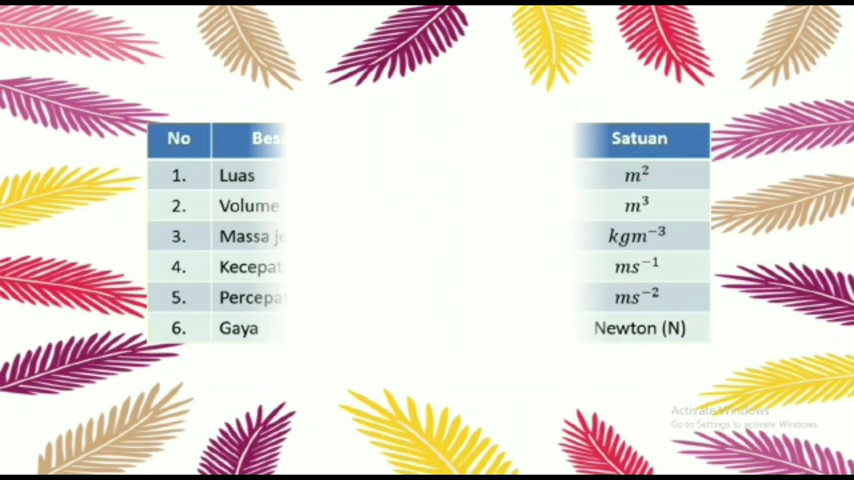 No Satuan
1. Luas m²
2. Volume m³
3. Massa kgm⁻³
4. ms⁻¹
5. ms⁻²
6. Gaya Newton (N)
Activate Windows
Go to Settings to activate Windows.